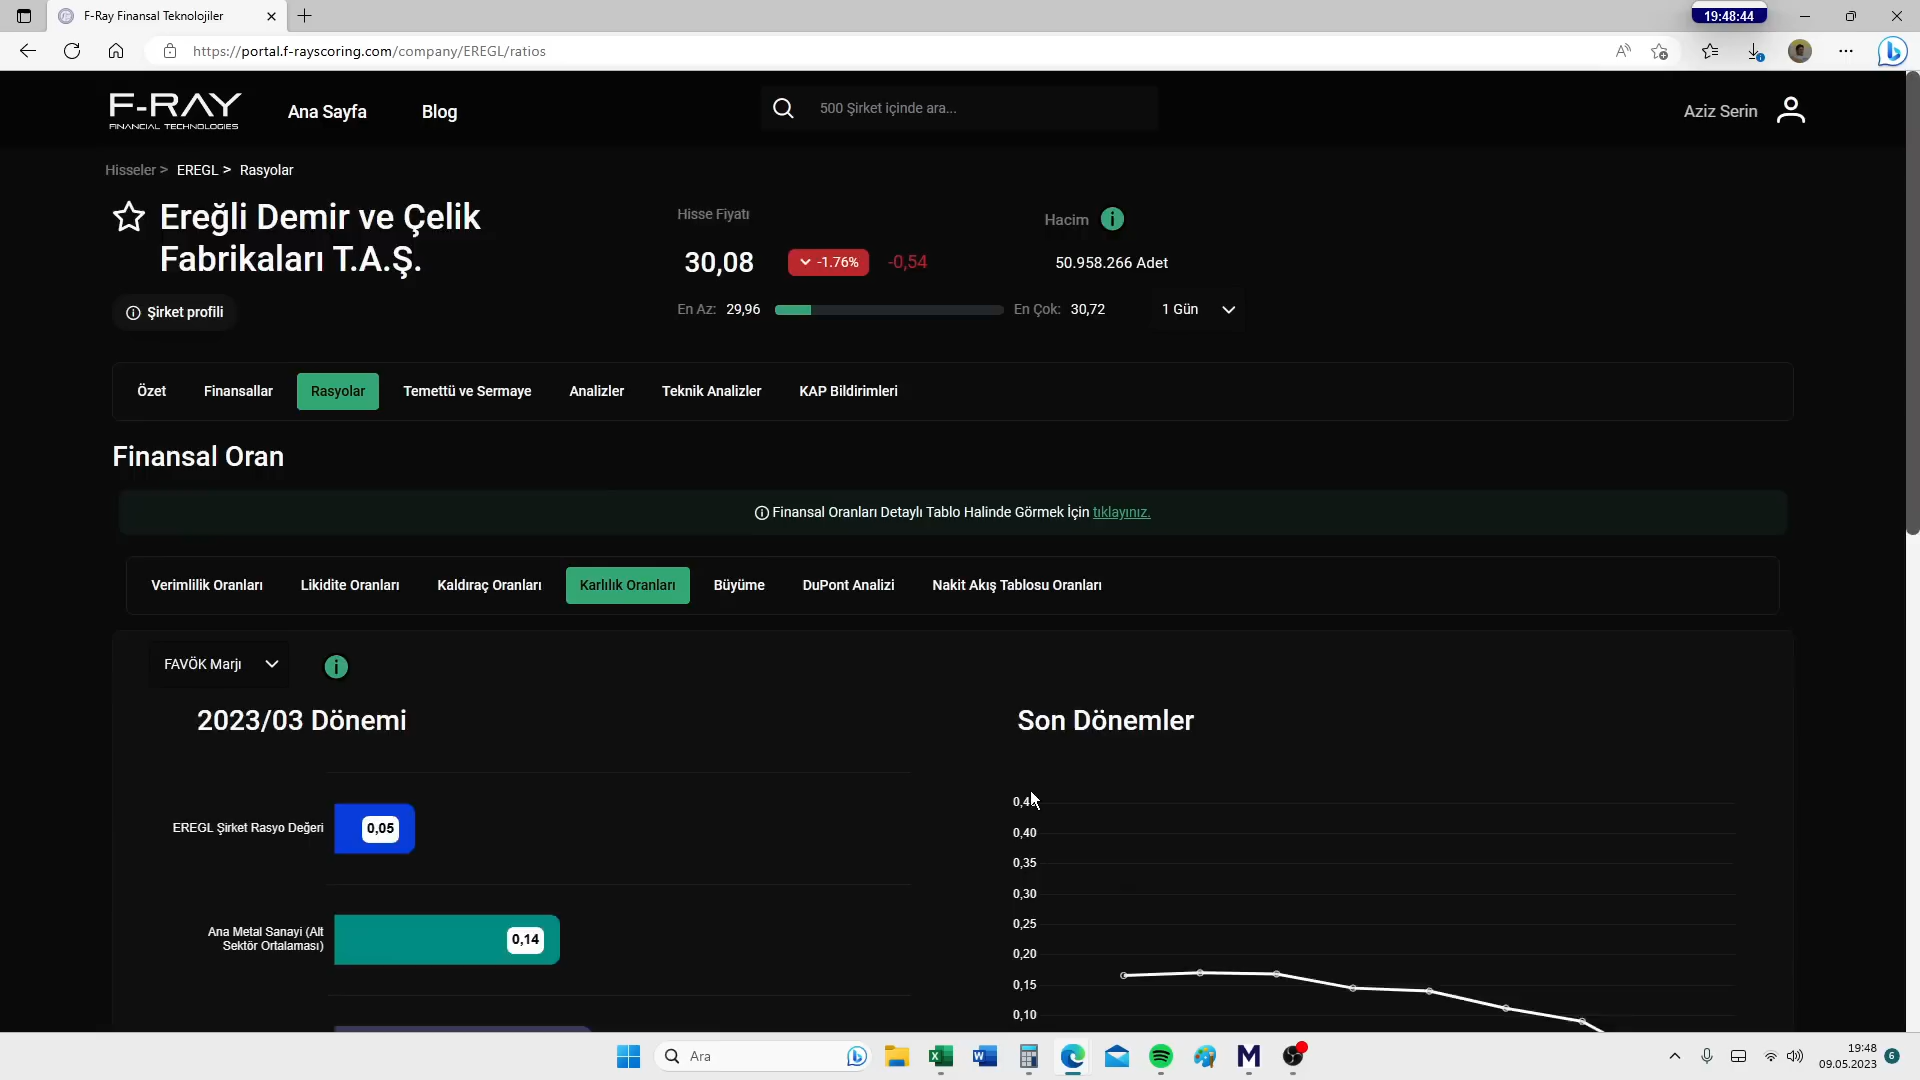 F-Ray Finansal Teknolojiler
19:48:44
https://portal.f-rayscoring.com/company/EREGL/ratios
F-RAY
FINANCIAL TECHNOLOGIES
Ana Sayfa
Blog
500 Şirket içinde ara...
Aziz Serin
Hisseler > EREGL > Rasyolar
Ereğli Demir ve Çelik
Fabrikaları T.A.Ş.
Şirket profili
Hisse Fiyatı
Hacim
30,08
-1.76%
-0,54
50.958.266 Adet
En Az: 29,96
En Çok: 30,72
1 Gün
Özet
Finansallar
Rasyolar
Temettü ve Sermaye
Analizler
Teknik Analizler
KAP Bildirimleri
Finansal Oran
Finansal Oranları Detaylı Tablo Halinde Görmek İçin tıklayınız.
Verimlilik Oranları
Likidite Oranları
Kaldıraç Oranları
Karlılık Oranları
Büyüme
DuPont Analizi
Nakit Akış Tablosu Oranları
FAVÖK Marjı
2023/03 Dönemi
Son Dönemler
EREGL Şirket Rasyo Değeri
0,05
Ana Metal Sanayi (Alt
Sektör Ortalaması)
0,14
0,40
0,35
0,30
0,25
0,20
0,15
0,10
Ara
19:48
09.05.2023
6